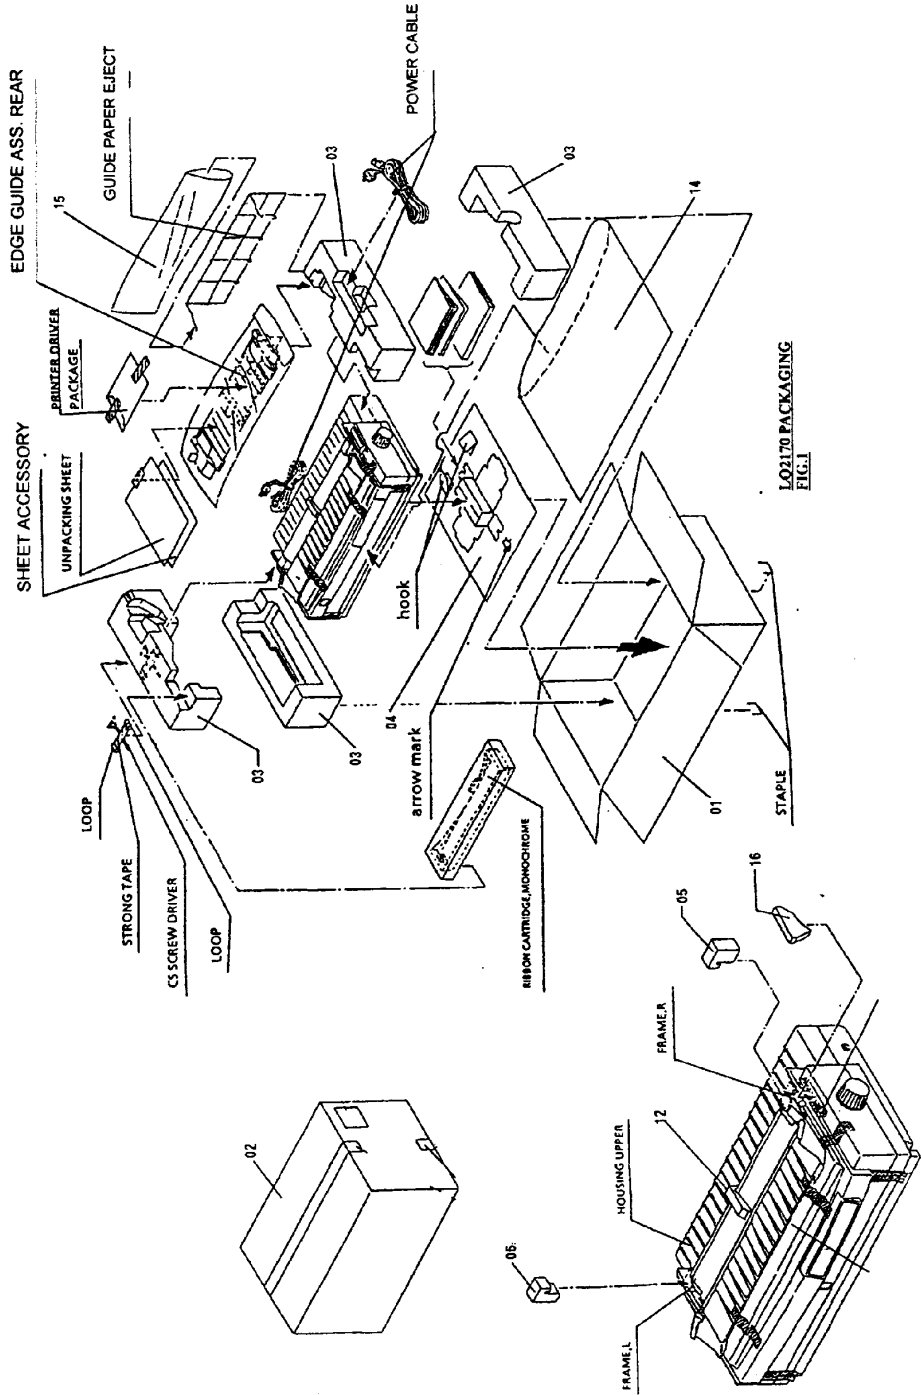 EDGE GUIDE ASS. REAR
15
GUIDE PAPER EJECT
PRINTER DRIVER
PACKAGE
SHEET ACCESSORY
UNPACKING SHEET
03
POWER CABLE
03
14
LOOP
STRONG TAPE
CS SCREW DRIVER
LOOP
03
03
hook
04
arrow mark
RIBBON CARTRIDGE,MONOCHROME
01
STAPLE
LQ2170 PACKAGING
FIG.1
02
05
16
FRAME,R
12
HOUSING UPPER
06
FRAME,L